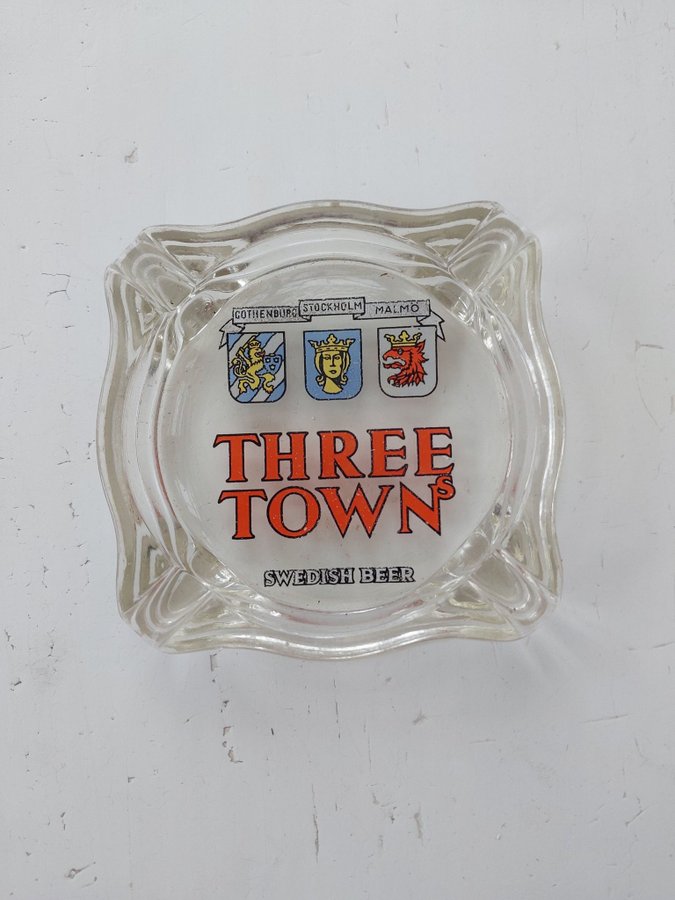 GOTHENBURG STOCKHOLM MALMÖ
THREE
TOWNS
SWEDISH BEER